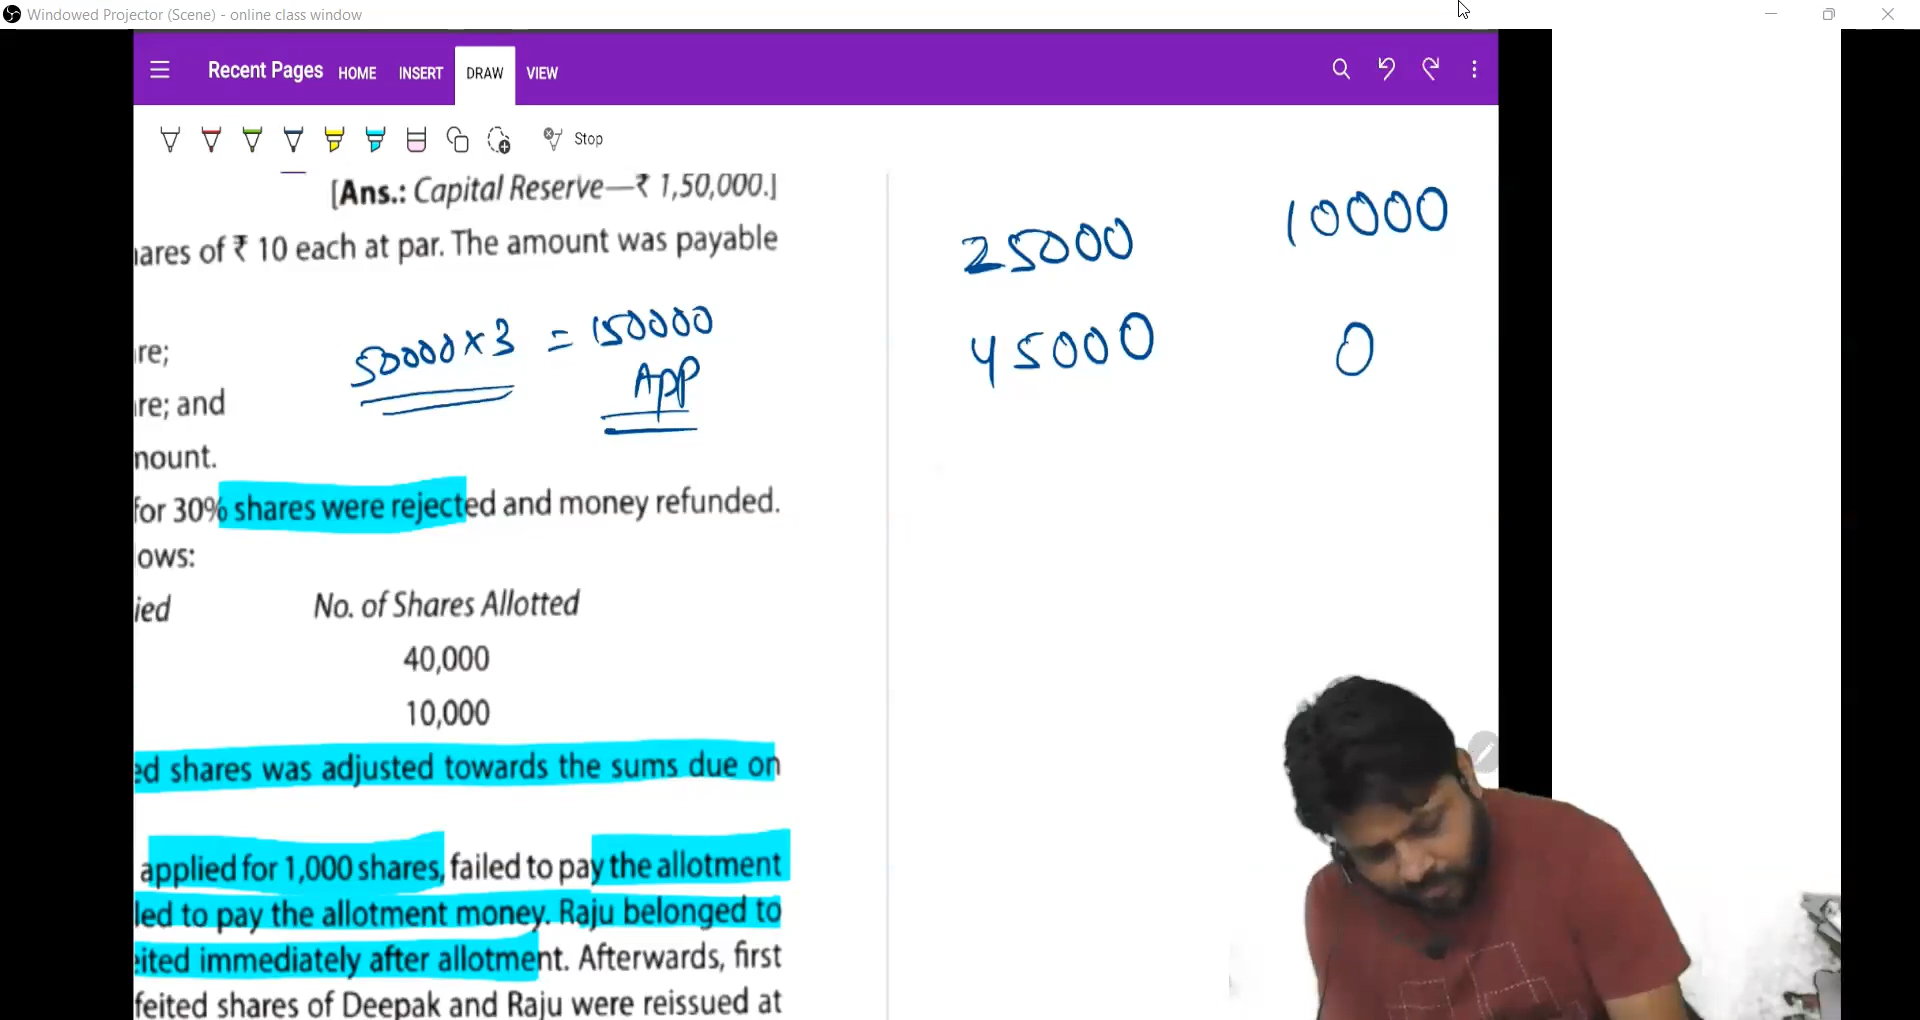 Windowed Projector (Scene) - online class window
Recent Pages HOME INSERT DRAW VIEW
Stop
[Ans.: Capital Reserve—₹ 1,50,000.]
ares of ₹ 10 each at par. The amount was payable
re;
50000 x 3 = 150000
APP
re; and
mount.
for 30% shares were rejected and money refunded.
ows:
ied No. of Shares Allotted
40,000
10,000
ed shares was adjusted towards the sums due on
applied for 1,000 shares, failed to pay the allotment
led to pay the allotment money. Raju belonged to
ited immediately after allotment. Afterwards, first
feited shares of Deepak and Raju were reissued at
25000 10000
45000 0